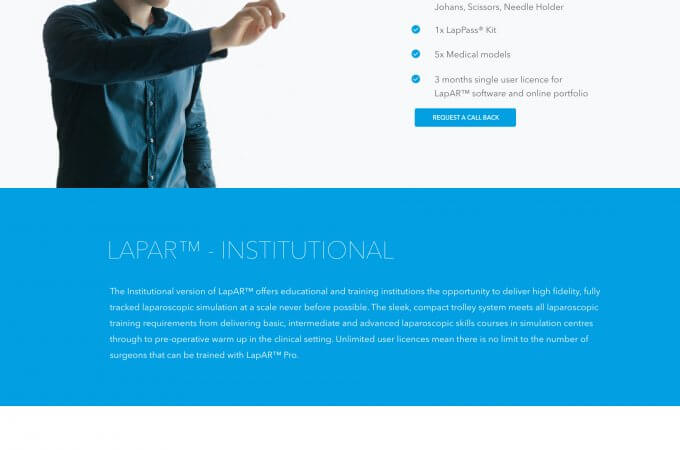 Johans, Scissors, Needle Holder
1x LapPass® Kit
5x Medical models
3 months single user licence for
LapAR™ software and online portfolio
REQUEST A CALL BACK
LAPAR™ - INSTITUTIONAL
The Institutional version of LapAR™ offers educational and training institutions the opportunity to deliver high fidelity, fully
tracked laparoscopic simulation at a scale never before possible. The sleek, compact trolley system meets all laparoscopic
training requirements from delivering basic, intermediate and advanced laparoscopic skills courses in simulation centres
through to pre-operative warm up in the clinical setting. Unlimited user licences mean there is no limit to the number of
surgeons that can be trained with LapAR™ Pro.